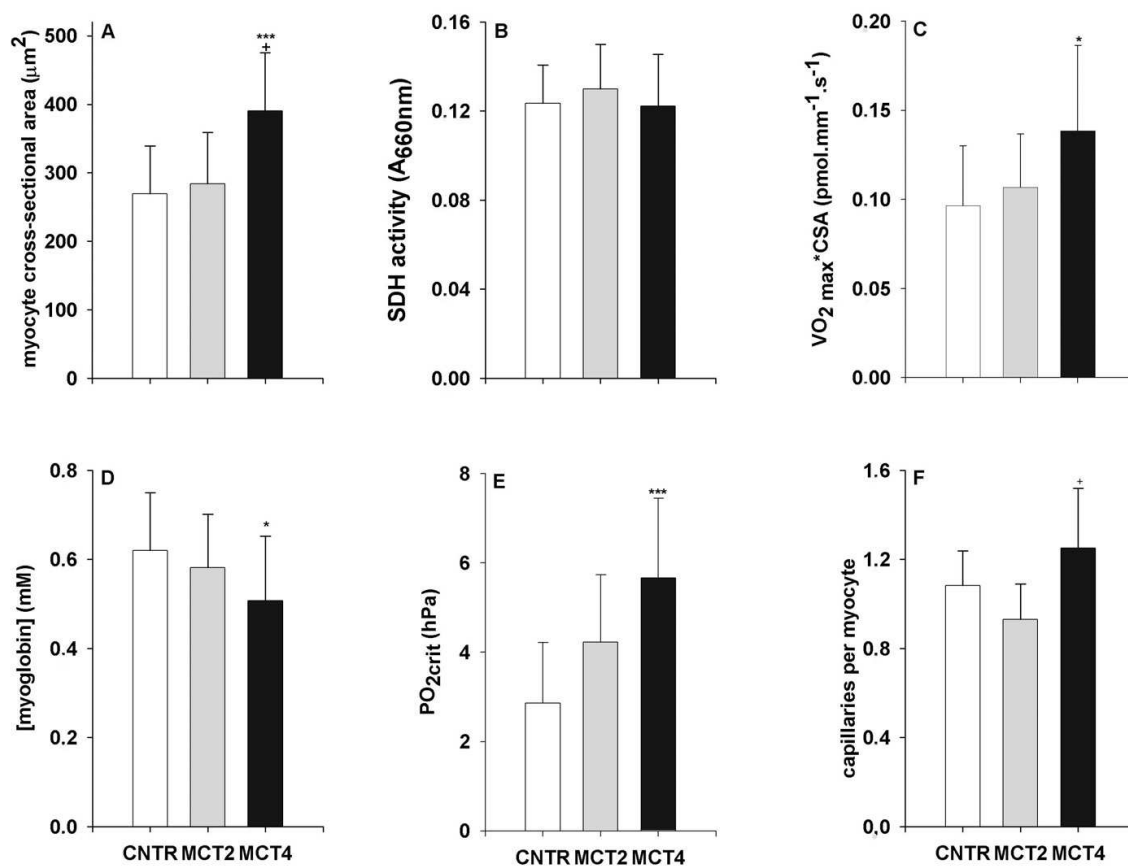 A
myocyte cross-sectional area (μm²)
500
400
300
200
100
0
***
+
B
SDH activity (A660nm)
0.16
0.12
0.08
0.04
0.00
C
VO2 max*CSA (pmol.mm⁻¹.s⁻¹)
0.20
0.15
0.10
0.05
0.00
*
D
[myoglobin] (mM)
0.8
0.6
0.4
0.2
0.0
*
CNTR MCT2 MCT4
E
PO2crit (hPa)
8
6
4
2
0
***
CNTR MCT2 MCT4
F
capillaries per myocyte
1.6
1.2
0.8
0.4
0.0
+
CNTR MCT2 MCT4